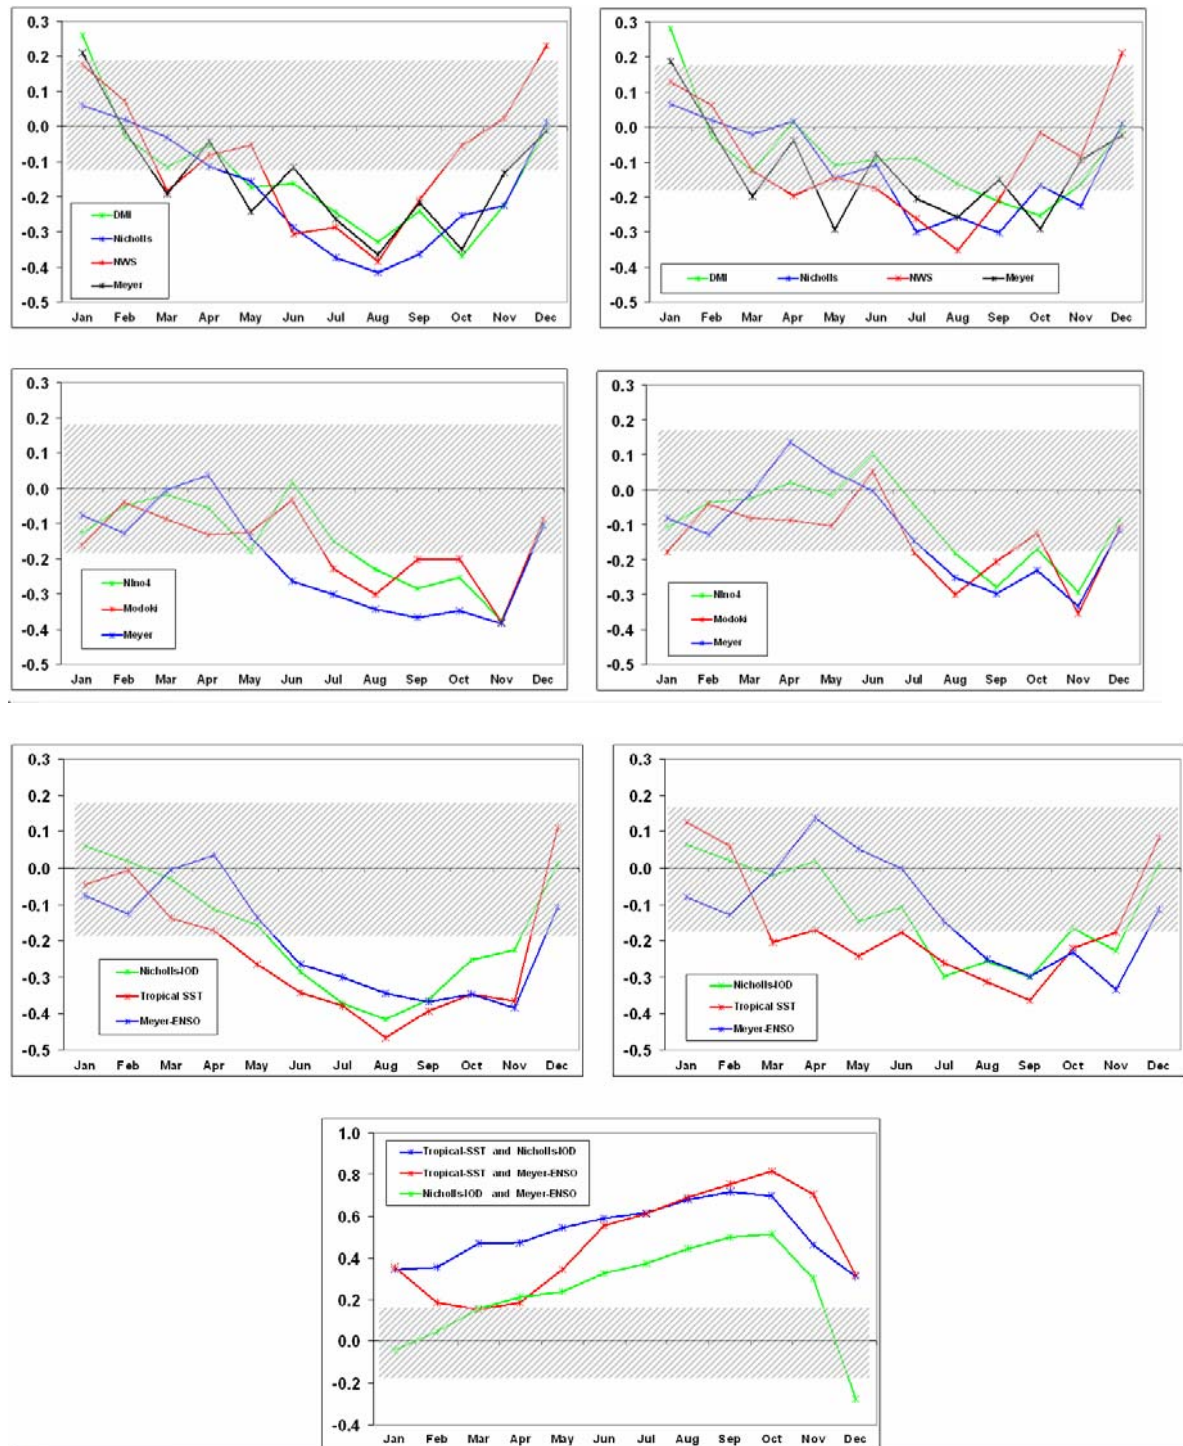 0.3
0.2
0.1
0.0
-0.1
-0.2
-0.3
-0.4
-0.5
DMI
Nicholls
NWS
Meyer
Jan Feb Mar Apr May Jun Jul Aug Sep Oct Nov Dec
0.3
0.2
0.1
0.0
-0.1
-0.2
-0.3
-0.4
-0.5
DMI Nicholls NWS Meyer
Jan Feb Mar Apr May Jun Jul Aug Sep Oct Nov Dec
0.3
0.2
0.1
0.0
-0.1
-0.2
-0.3
-0.4
-0.5
NIno4
Modoki
Meyer
Jan Feb Mar Apr May Jun Jul Aug Sep Oct Nov Dec
0.3
0.2
0.1
0.0
-0.1
-0.2
-0.3
-0.4
-0.5
NIno4
Modoki
Meyer
Jan Feb Mar Apr May Jun Jul Aug Sep Oct Nov Dec
0.3
0.2
0.1
0.0
-0.1
-0.2
-0.3
-0.4
-0.5
Nicholls-IOD
Tropical SST
Meyer-ENSO
Jan Feb Mar Apr May Jun Jul Aug Sep Oct Nov Dec
0.3
0.2
0.1
0.0
-0.1
-0.2
-0.3
-0.4
-0.5
Nicholls-IOD
Tropical SST
Meyer-ENSO
Jan Feb Mar Apr May Jun Jul Aug Sep Oct Nov Dec
1.0
0.8
0.6
0.4
0.2
0.0
-0.2
-0.4
Tropical-SST and Nicholls-IOD
Tropical-SST and Meyer-ENSO
Nicholls-IOD and Meyer-ENSO
Jan Feb Mar Apr May Jun Jul Aug Sep Oct Nov Dec